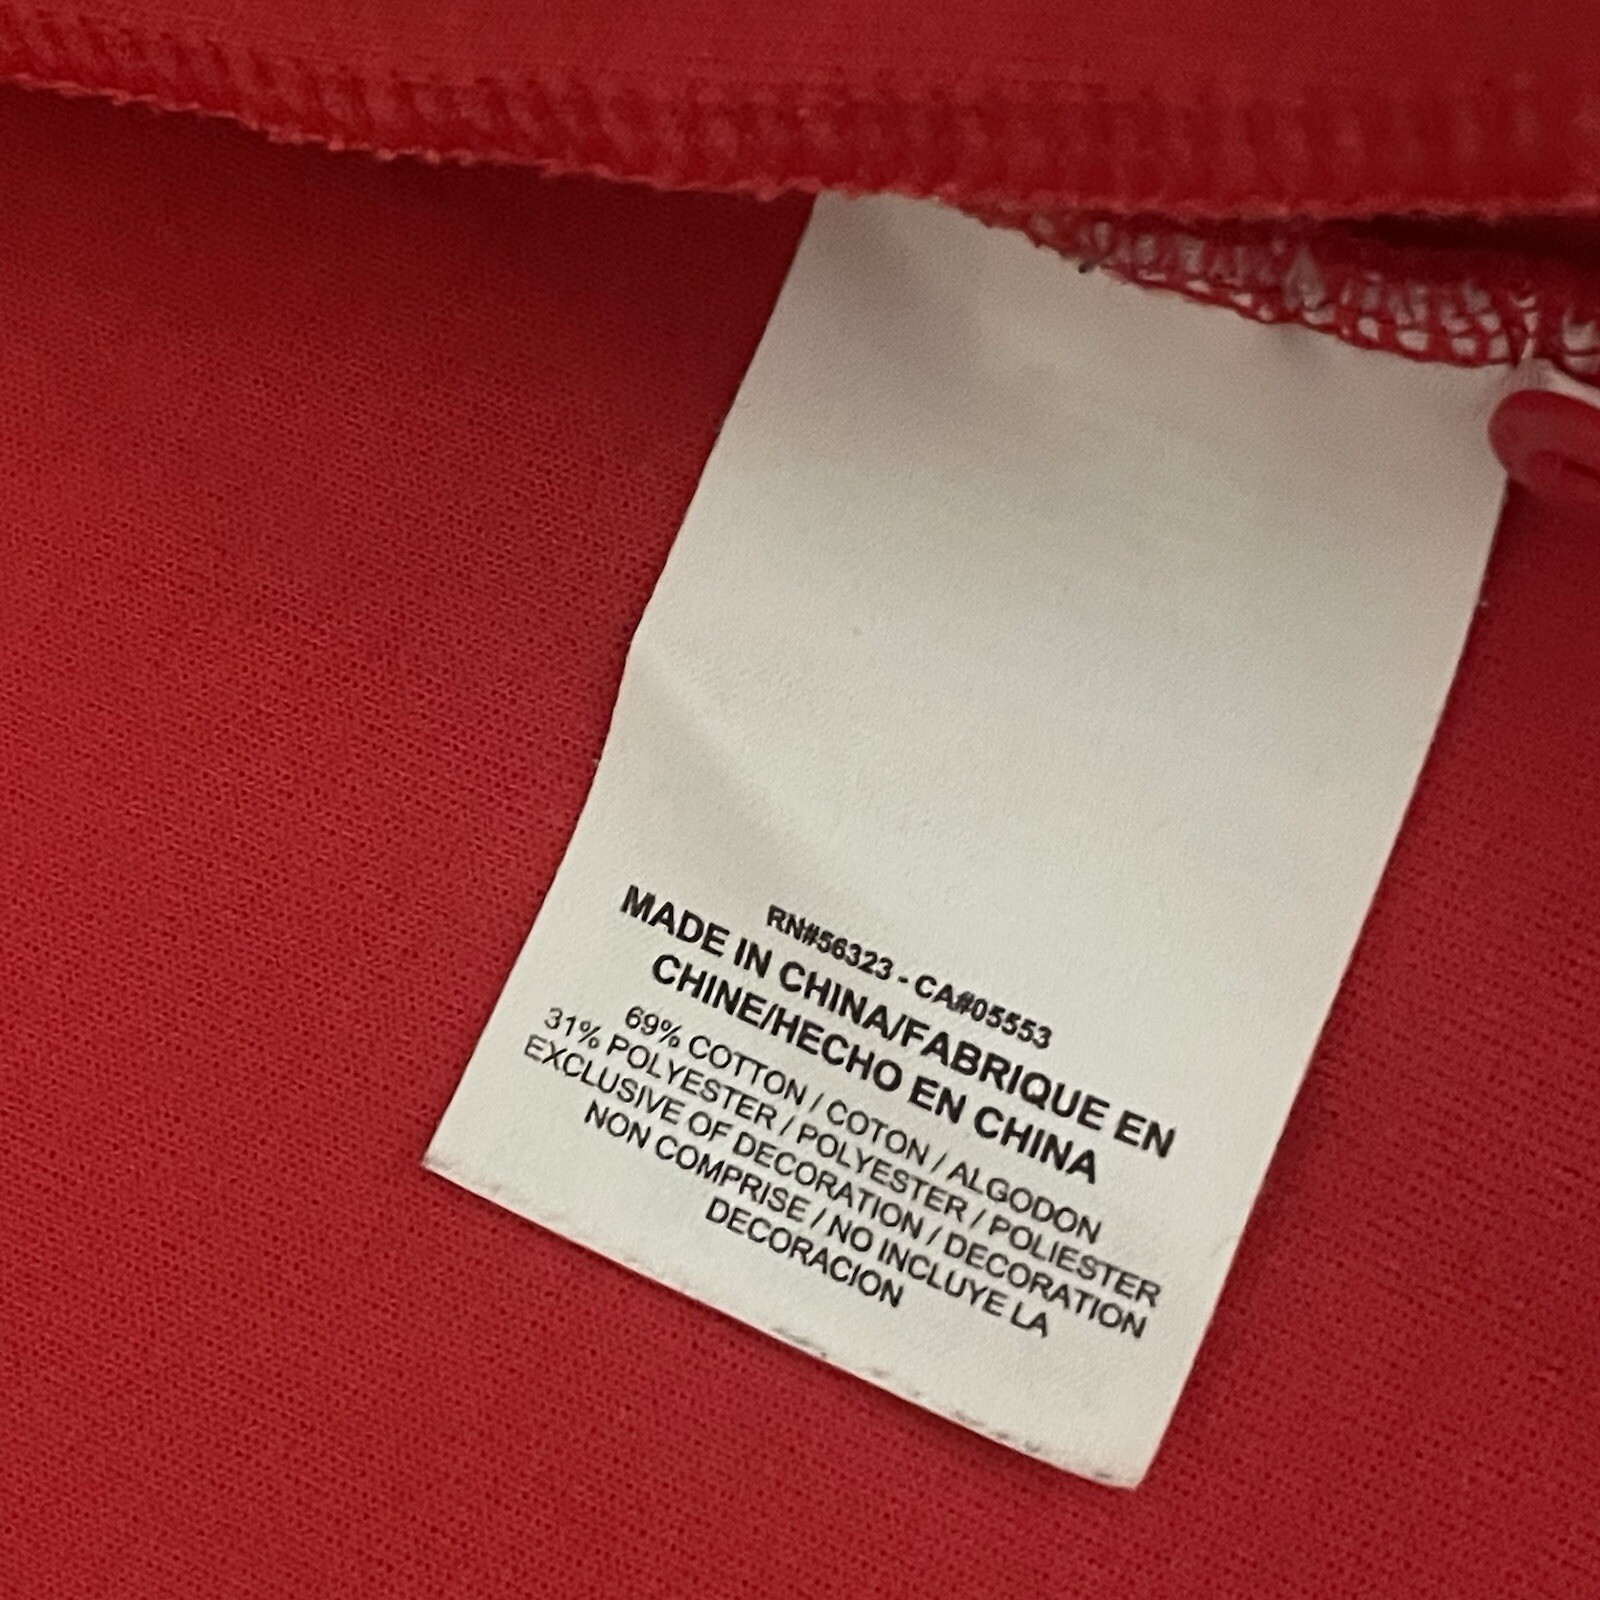 RN#56323 - CA#05553
MADE IN CHINA/FABRIQUE EN
CHINE/HECHO EN CHINA
69% COTTON / COTON / ALGODON
31% POLYESTER / POLYESTER / POLIESTER
EXCLUSIVE OF DECORATION / DECORATION
NON COMPRISE / NO INCLUYE LA
DECORACION